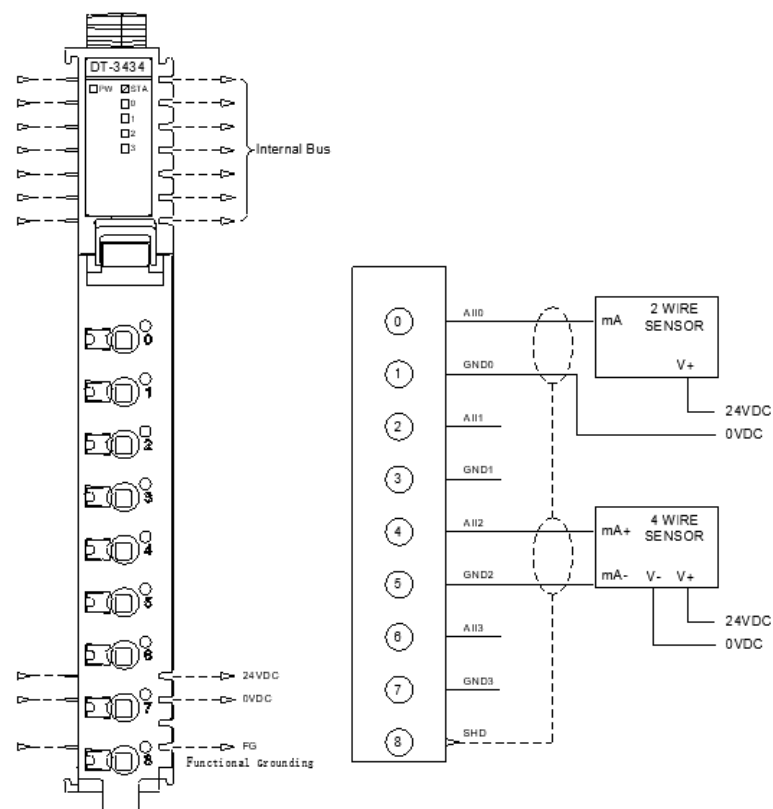 DT-3434
PW STA
0
1
2
3
Internal Bus
0
1
2
3
4
5
6
7
8
24VDC
0VDC
FG
Functional Grounding
0 AII0
1 GND0
2 AII1
3 GND1
4 AII2
5 GND2
6 AII3
7 GND3
8 SHD
2 WIRE
SENSOR
mA
V+
24VDC
0VDC
4 WIRE
SENSOR
mA+
mA- V- V+
24VDC
0VDC